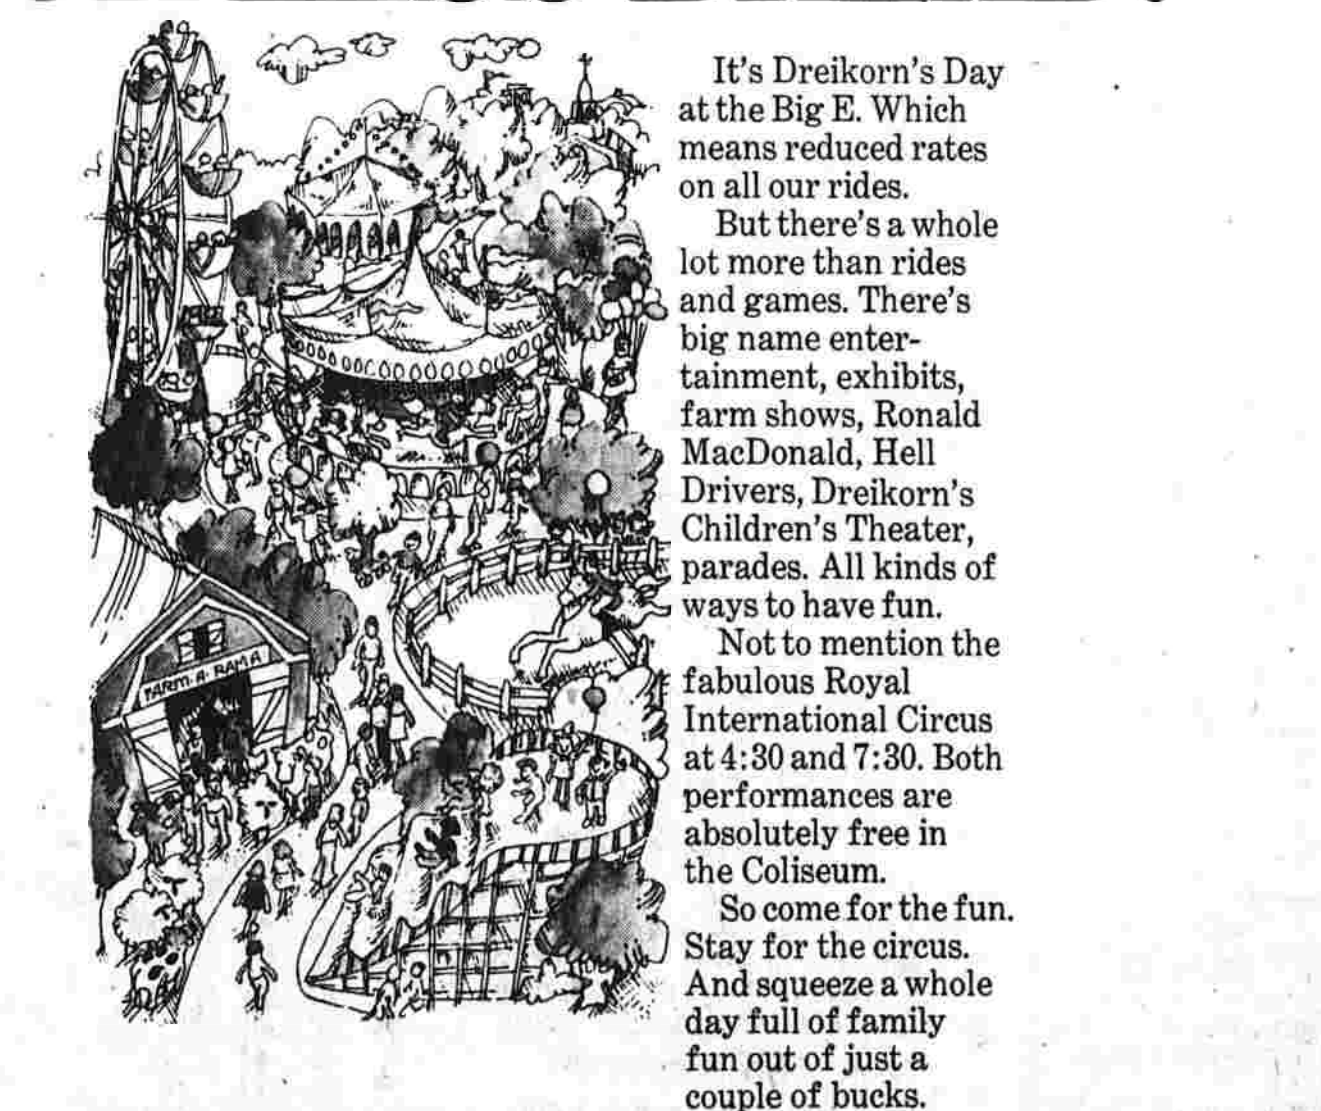 It's Dreikorn's Day
at the Big E. Which
means reduced rates
on all our rides.
But there's a whole
lot more than rides
and games. There's
big name enter-
tainment, exhibits,
farm shows, Ronald
MacDonald, Hell
Drivers, Dreikorn's
Children's Theater,
parades. All kinds of
ways to have fun.
Not to mention the
fabulous Royal
International Circus
at 4:30 and 7:30. Both
performances are
absolutely free in
the Coliseum.
So come for the fun.
Stay for the circus.
And squeeze a whole
day full of family
fun out of just a
couple of bucks.
FARM-A-RAMA